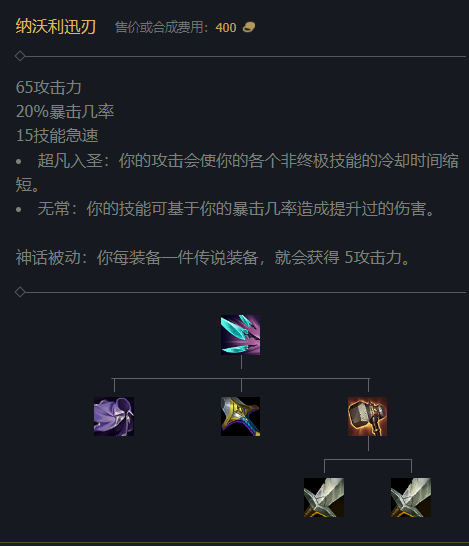 纳沃利迅刃 售价或合成费用：400
65攻击力
20%暴击几率
15技能急速
• 超凡入圣：你的攻击会使你的各个非终极技能的冷却时间缩
短。
• 无常：你的技能可基于你的暴击几率造成提升过的伤害。
神话被动：你每装备一件传说装备，就会获得 5攻击力。